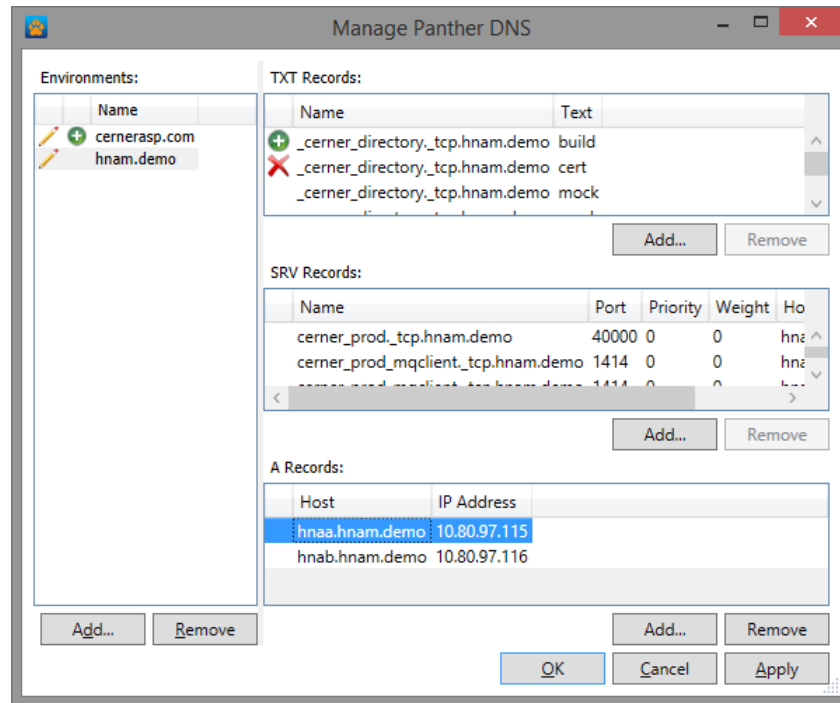 Manage Panther DNS
Environments:
Name
cernerasp.com
hnam.demo
Add...
Remove
TXT Records:
Name Text
_cerner_directory._tcp.hnam.demo build
_cerner_directory._tcp.hnam.demo cert
_cerner_directory._tcp.hnam.demo mock
Add... Remove
SRV Records:
Name Port Priority Weight Ho
cerner_prod._tcp.hnam.demo 40000 0 0
cerner_prod_mqclient._tcp.hnam.demo 1414 0 0
Add... Remove
A Records:
Host IP Address
hnaa.hnam.demo 10.80.97.115
hnab.hnam.demo 10.80.97.116
Add... Remove
OK Cancel Apply